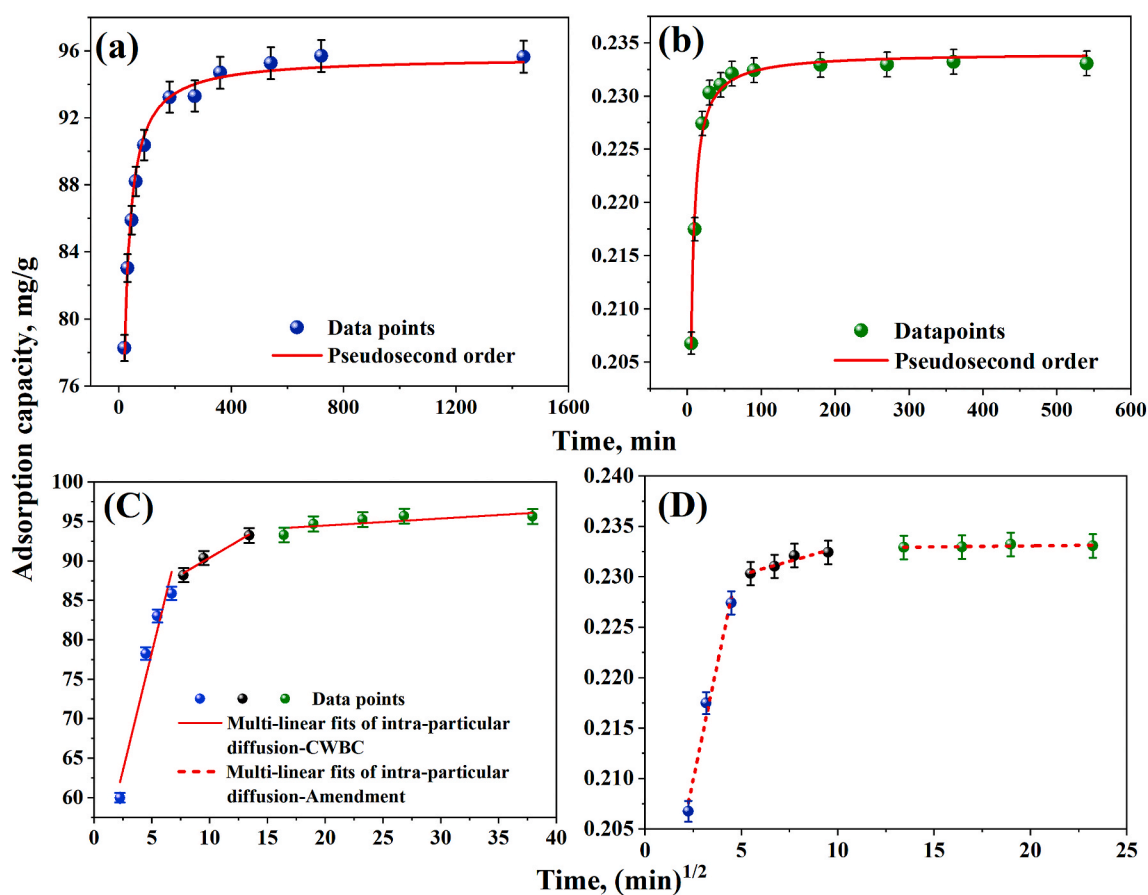 Adsorption capacity, mg/g
(a)
96
92
88
84
80
76
Data points
Pseudosecond order
0 400 800 1200 1600
(b)
0.235
0.230
0.225
0.220
0.215
0.210
0.205
Datapoints
Pseudosecond order
0 100 200 300 400 500 600
Time, min
(C)
100
95
90
85
80
75
70
65
60
Data points
Multi-linear fits of intra-particular
diffusion-CWBC
Multi-linear fits of intra-particular
diffusion-Amendment
0 5 10 15 20 25 30 35 40
(D)
0.240
0.235
0.230
0.225
0.220
0.215
0.210
0.205
0 5 10 15 20 25
Time, (min)^1/2